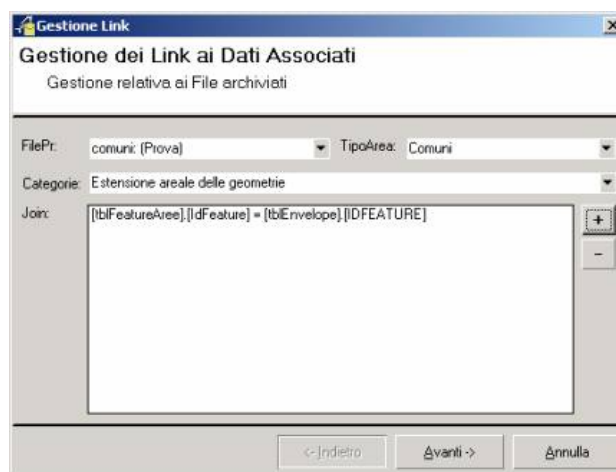 Gestione Link
Gestione dei Link ai Dati Associati
Gestione relativa ai File archiviati
FilePr: comuni: (Prova) TipoArea: Comuni
Categorie: Estensione areale delle geometrie
Join: [tblFeatureAree].[IdFeature] = [tblEnvelope].[IDFEATURE]
+
-
<- Indietro Avanti -> Annulla